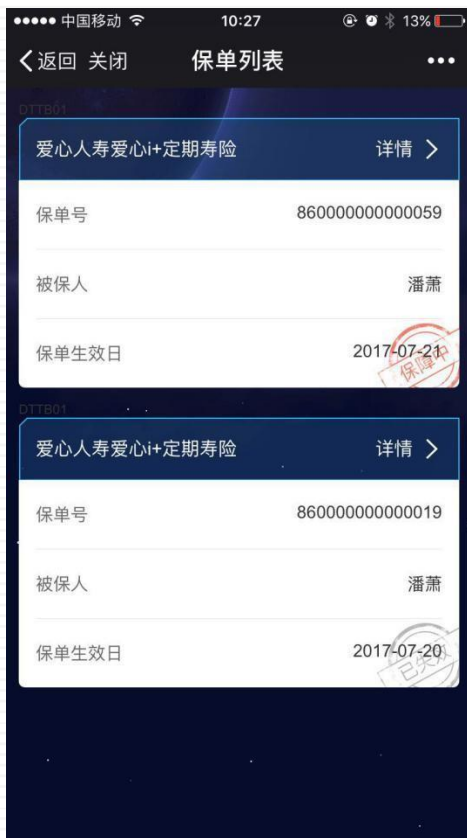 中国移动 10:27 13%
返回 关闭 保单列表
DTTB01
爱心人寿爱心i+定期寿险 详情
保单号 860000000000059
被保人 潘萧
保单生效日 2017-07-21
保障中
DTTB01
爱心人寿爱心i+定期寿险 详情
保单号 860000000000019
被保人 潘萧
保单生效日 2017-07-20
已失效